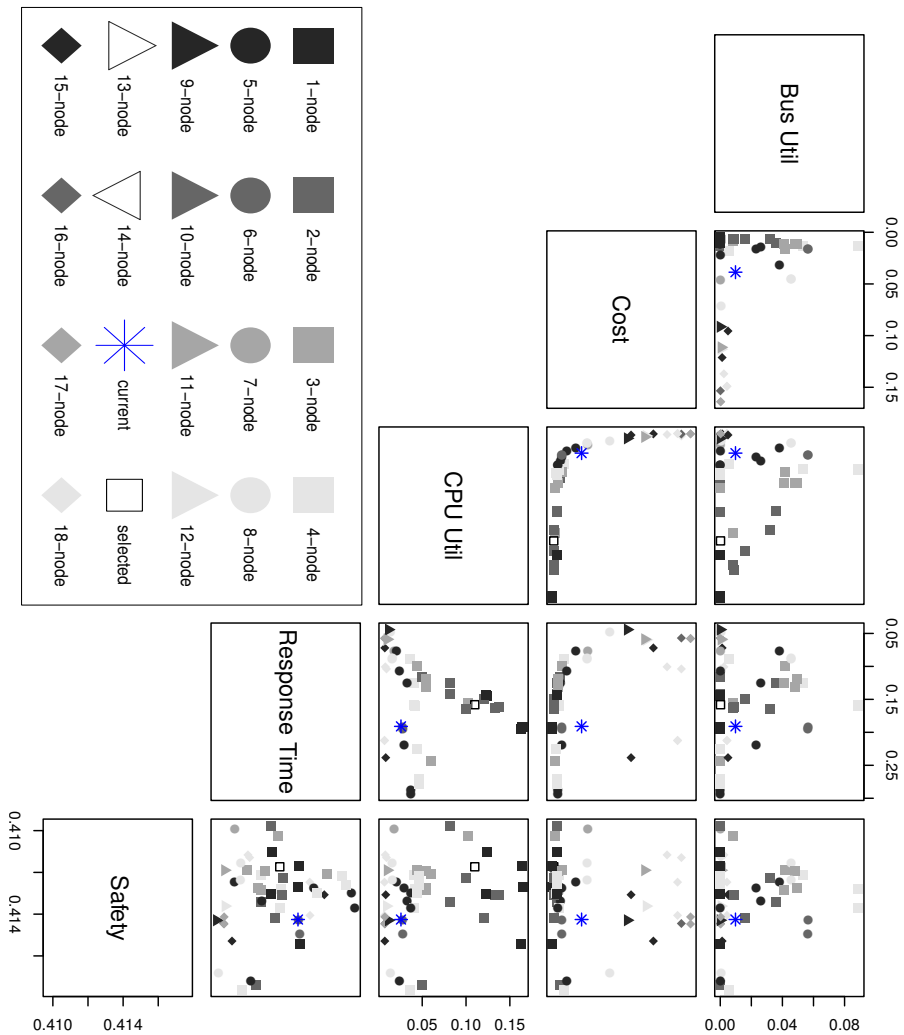 Bus Util
0.00 0.05 0.10 0.15
Cost
CPU Util
0.05 0.15 0.25
Response Time
0.410 0.414
Safety
0.410 0.414
0.05 0.10 0.15
0.00 0.04 0.08
1−node 2−node 3−node 4−node
5−node 6−node 7−node 8−node
9−node 10−node 11−node 12−node
13−node 14−node current selected
15−node 16−node 17−node 18−node